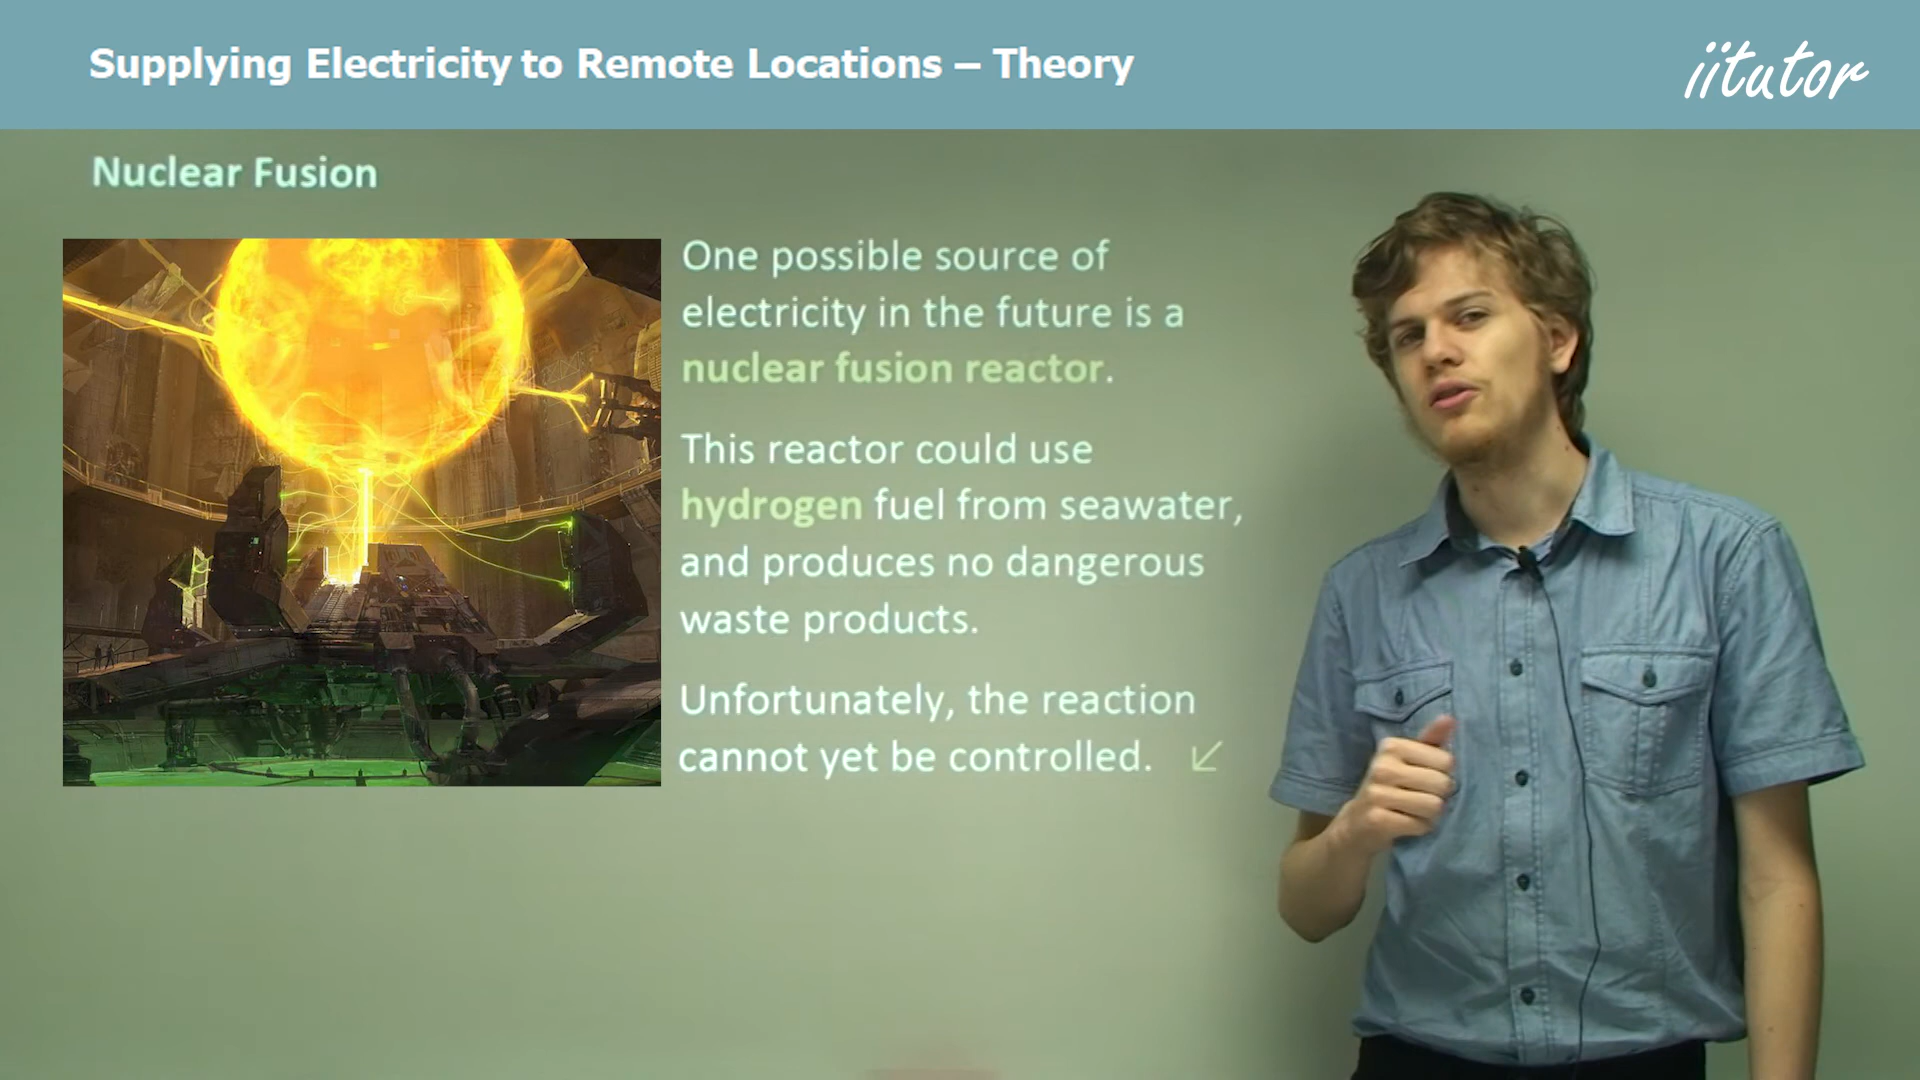 Supplying Electricity to Remote Locations – Theory
iitutor
Nuclear Fusion
One possible source of
electricity in the future is a
nuclear fusion reactor.
This reactor could use
hydrogen fuel from seawater,
and produces no dangerous
waste products.
Unfortunately, the reaction
cannot yet be controlled.